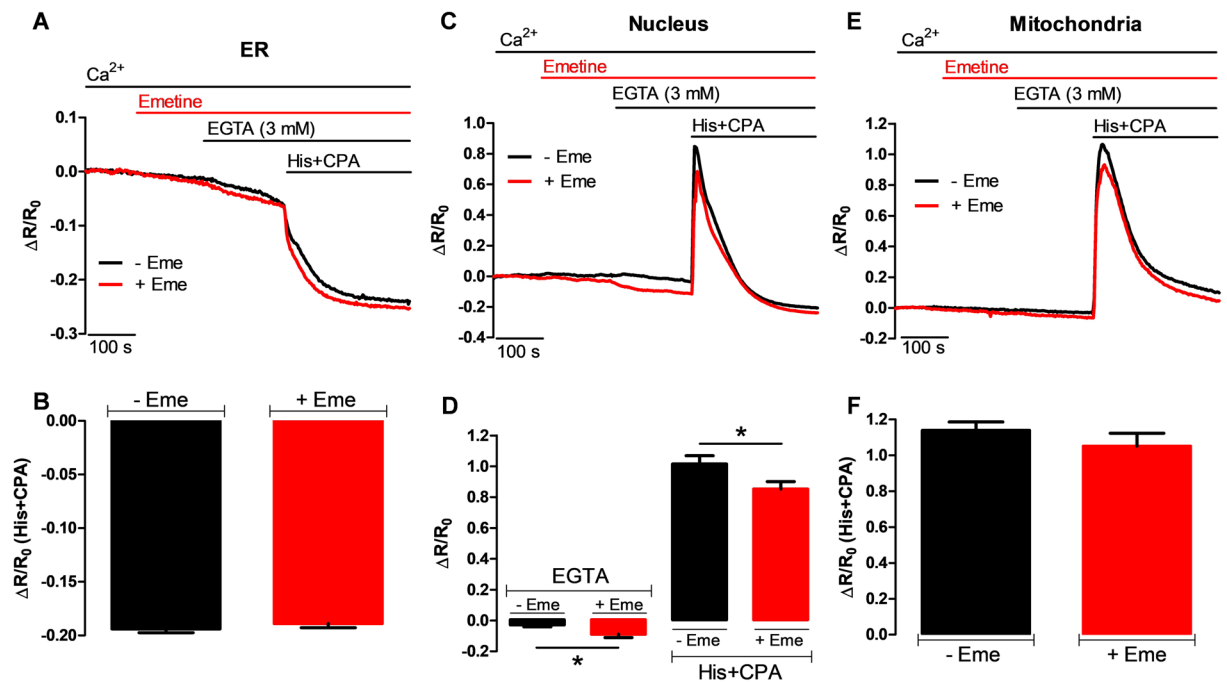 A
ER
Ca2+
Emetine
EGTA (3 mM)
His+CPA
0.1
0.0
-0.1
-0.2
-0.3
ΔR/R0
- Eme
+ Eme
100 s
C
Nucleus
Ca2+
Emetine
EGTA (3 mM)
His+CPA
1.0
0.8
0.6
0.4
0.2
0.0
-0.2
-0.4
ΔR/R0
- Eme
+ Eme
100 s
E
Mitochondria
Ca2+
Emetine
EGTA (3 mM)
His+CPA
1.2
1.0
0.8
0.6
0.4
0.2
0.0
-0.2
ΔR/R0
- Eme
+ Eme
100 s
B
- Eme
+ Eme
0.00
-0.05
-0.10
-0.15
-0.20
ΔR/R0 (His+CPA)
D
1.2
1.0
0.8
0.6
0.4
0.2
0.0
-0.2
ΔR/R0
EGTA
- Eme
+ Eme
*
*
- Eme
+ Eme
His+CPA
F
1.2
1.0
0.8
0.6
0.4
0.2
0.0
ΔR/R0 (His+CPA)
- Eme
+ Eme